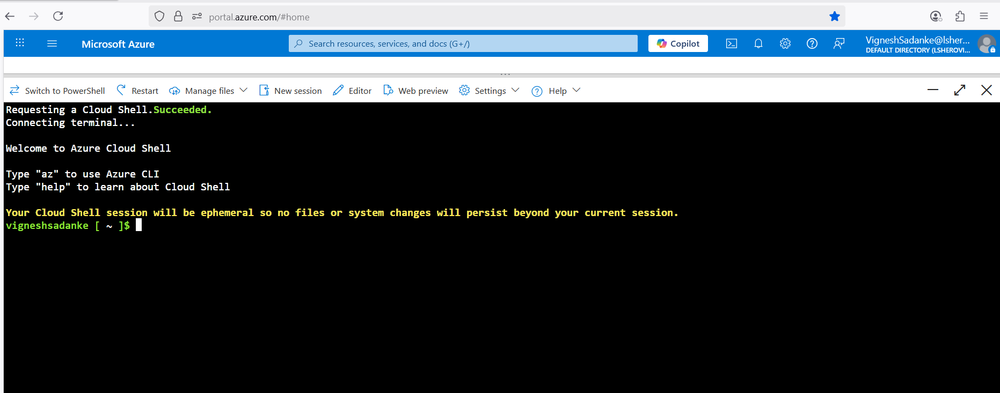 portal.azure.com/#home
Microsoft Azure
Search resources, services, and docs (G+/)
Copilot
VigneshSadanke@lsher...
DEFAULT DIRECTORY (LSHEROVI...
Switch to PowerShell Restart Manage files New session Editor Web preview Settings Help
Requesting a Cloud Shell.Succeeded.
Connecting terminal...
Welcome to Azure Cloud Shell
Type "az" to use Azure CLI
Type "help" to learn about Cloud Shell
Your Cloud Shell session will be ephemeral so no files or system changes will persist beyond your current session.
vigneshsadanke [ ~ ]$